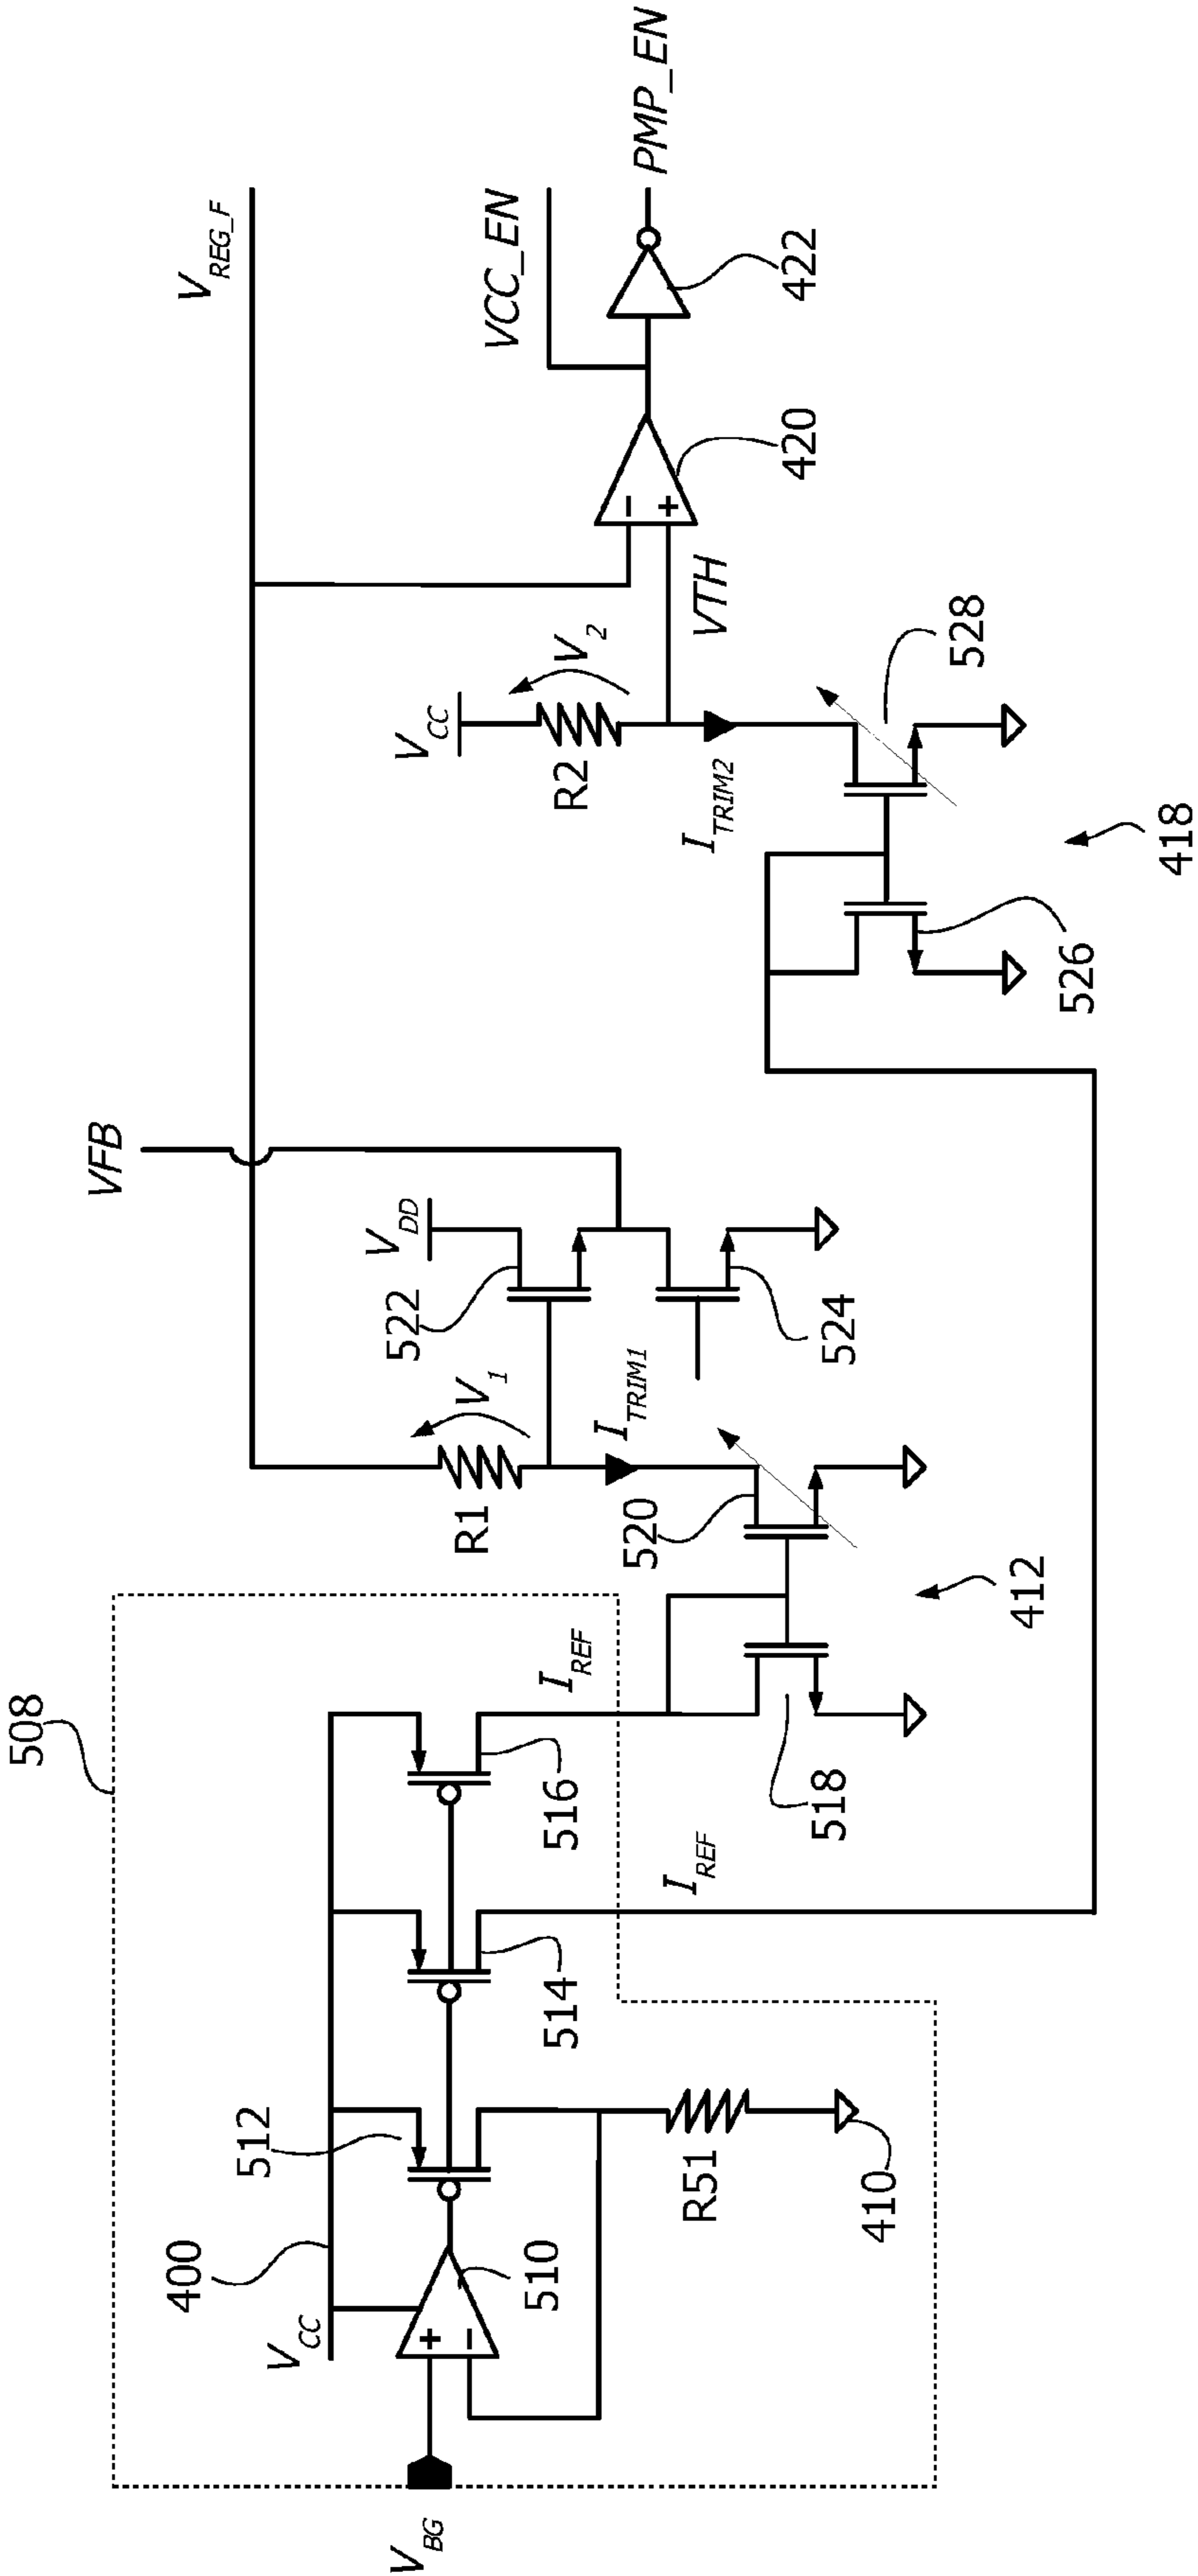 508
V_BG
V_CC
400
510
512
R51
410
514
516
I_REF
I_REF
518
412
520
R1
V_1
I_TRIM1
522
V_DD
524
VFB
V_REG_F
526
418
528
I_TRIM2
R2
V_CC
V_2
VTH
+
−
420
VCC_EN
422
PMP_EN
+
−